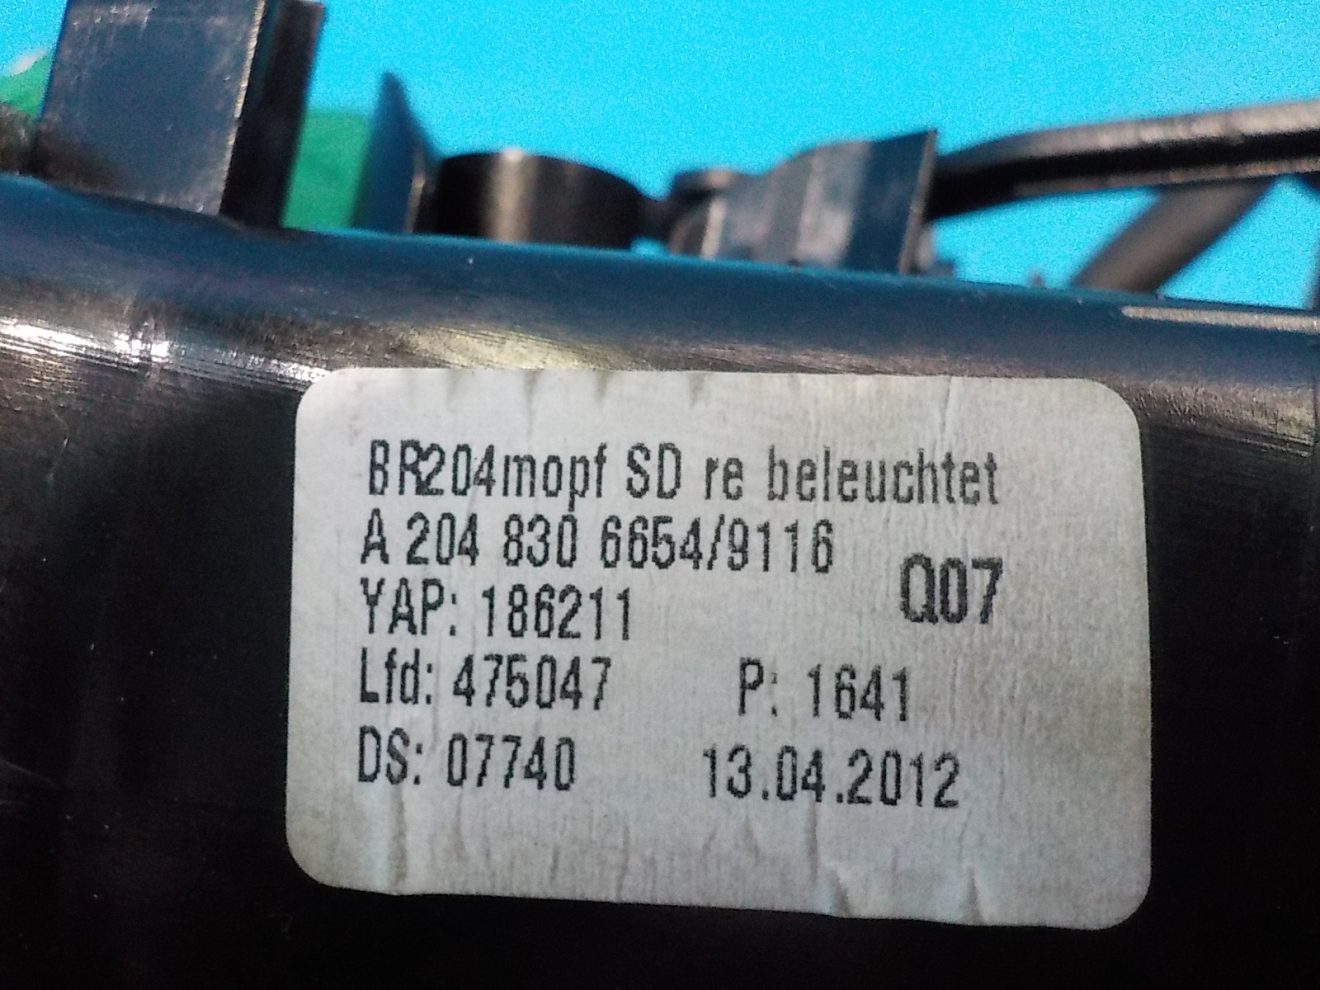 BR204mopf SD re beleuchtet
A 204 830 6654/9116
Q07
YAP: 186211
Lfd: 475047 P: 1641
DS: 07740 13.04.2012